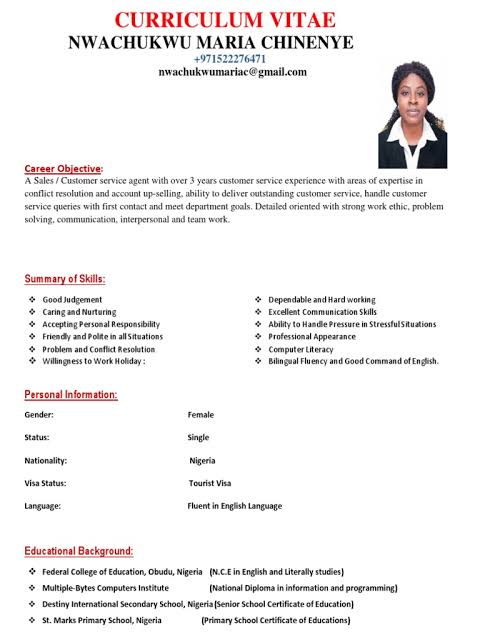 CURRICULUM VITAE
NWACHUKWU MARIA CHINENYE
+971522276471
nwachukwumariac@gmail.com
Career Objective:
A Sales / Customer service agent with over 3 years customer service experience with areas of expertise in
conflict resolution and account up-selling, ability to deliver outstanding customer service, handle customer
service queries with first contact and meet department goals. Detailed oriented with strong work ethic, problem
solving, communication, interpersonal and team work.
Summary of Skills:
❖ Good Judgement
❖ Caring and Nurturing
❖ Accepting Personal Responsibility
❖ Friendly and Polite in all Situations
❖ Problem and Conflict Resolution
❖ Willingness to Work Holiday :
❖ Dependable and Hard working
❖ Excellent Communication Skills
❖ Ability to Handle Pressure in Stressful Situations
❖ Professional Appearance
❖ Computer Literacy
❖ Bilingual Fluency and Good Command of English.
Personal Information:
Gender: Female
Status: Single
Nationality: Nigeria
Visa Status: Tourist Visa
Language: Fluent in English Language
Educational Background:
❖ Federal College of Education, Obudu, Nigeria (N.C.E in English and Literally studies)
❖ Multiple-Bytes Computers Institute (National Diploma in information and programming)
❖ Destiny International Secondary School, Nigeria (Senior School Certificate of Education)
❖ St. Marks Primary School, Nigeria (Primary School Certificate of Educations)